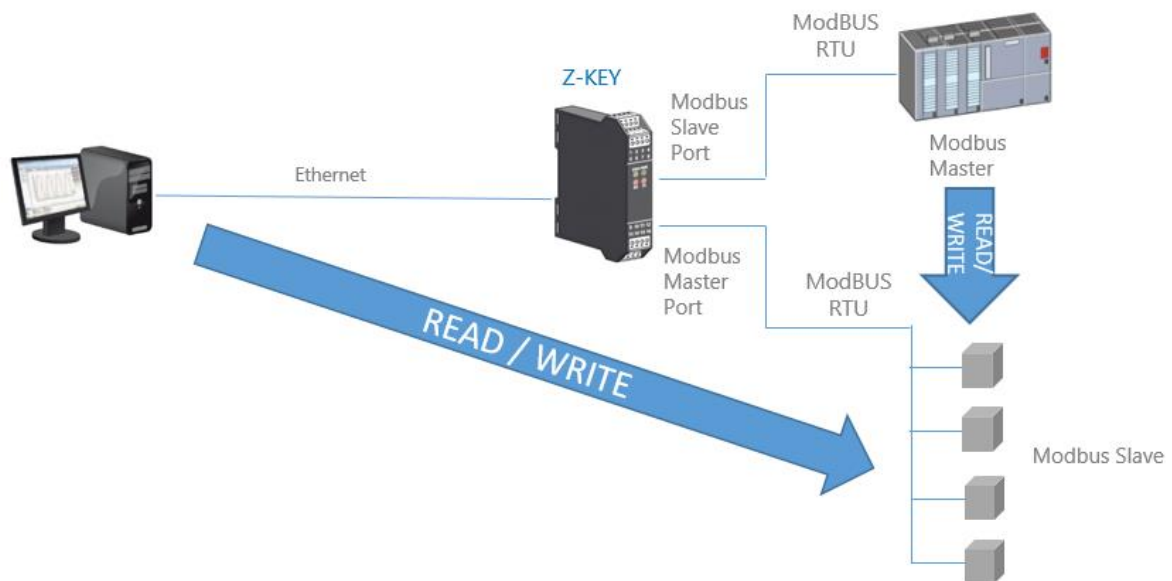 ModBUS
RTU
Z-KEY
Modbus
Slave
Port
Modbus
Master
Ethernet
READ/
WRITE
Modbus
Master
Port
ModBUS
RTU
READ / WRITE
Modbus Slave